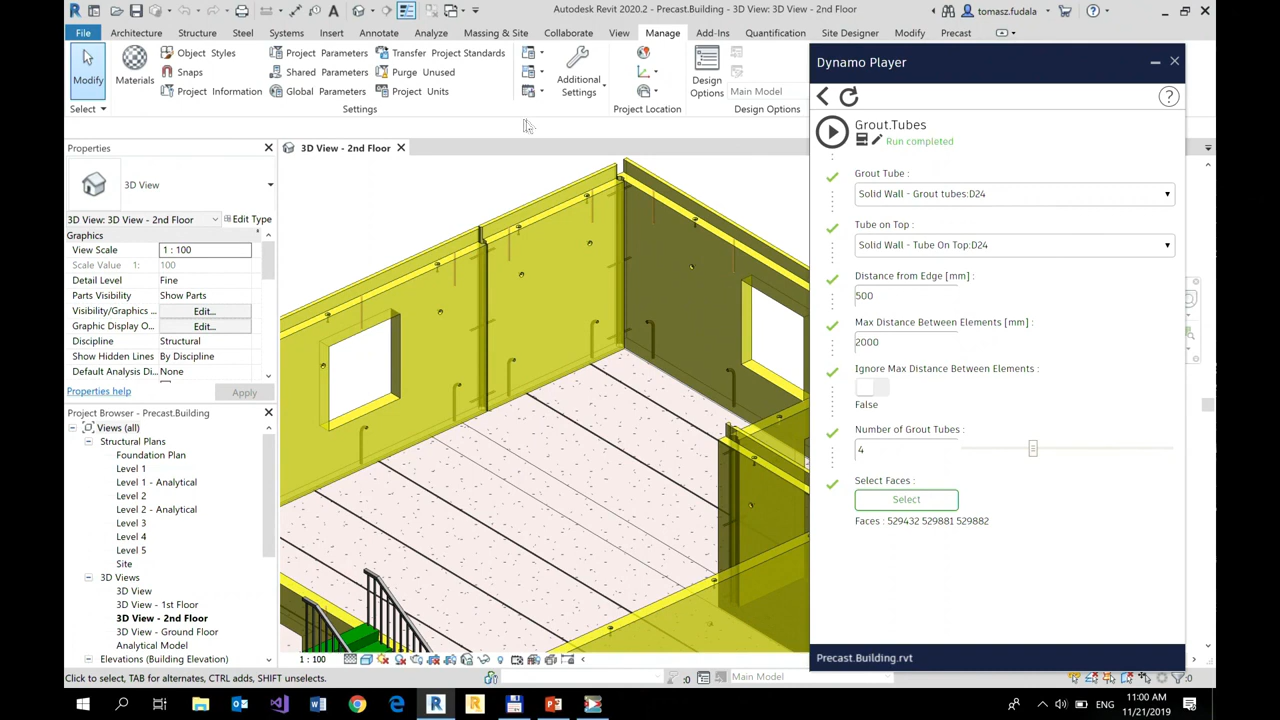 Autodesk Revit 2020.2 - Precast.Building - 3D View: 3D View - 2nd Floor
tomasz.fudala
File
Architecture
Structure
Steel
Systems
Insert
Annotate
Analyze
Massing & Site
Collaborate
View
Manage
Add-Ins
Quantification
Site Designer
Modify
Precast
Modify
Materials
Object Styles
Snaps
Project Information
Project Parameters
Shared Parameters
Global Parameters
Transfer Project Standards
Purge Unused
Project Units
Additional
Settings
Design
Options
Main Model
Select
Settings
Project Location
Design Options
Properties
3D View - 2nd Floor
3D View
3D View: 3D View - 2nd Floor
Edit Type
Graphics
View Scale
1 : 100
Scale Value 1:
100
Detail Level
Fine
Parts Visibility
Show Parts
Visibility/Graphics ...
Edit...
Graphic Display O...
Edit...
Discipline
Structural
Show Hidden Lines
By Discipline
Default Analysis Di...
None
Properties help
Apply
Project Browser - Precast.Building
Views (all)
Structural Plans
Foundation Plan
Level 1
Level 1 - Analytical
Level 2
Level 2 - Analytical
Level 3
Level 4
Level 5
Site
3D Views
3D View
3D View - 1st Floor
3D View - 2nd Floor
3D View - Ground Floor
Analytical Model
Elevations (Building Elevation)
1 : 100
Click to select, TAB for alternates, CTRL adds, SHIFT unselects.
:0
Main Model
:0
Dynamo Player
Grout.Tubes
Run completed
Grout Tube :
Solid Wall - Grout tubes:D24
Tube on Top :
Solid Wall - Tube On Top:D24
Distance from Edge [mm] :
500
Max Distance Between Elements [mm] :
2000
Ignore Max Distance Between Elements :
False
Number of Grout Tubes :
4
Select Faces :
Select
Faces : 529432 529881 529882
Precast.Building.rvt
ENG
11:00 AM
11/21/2019